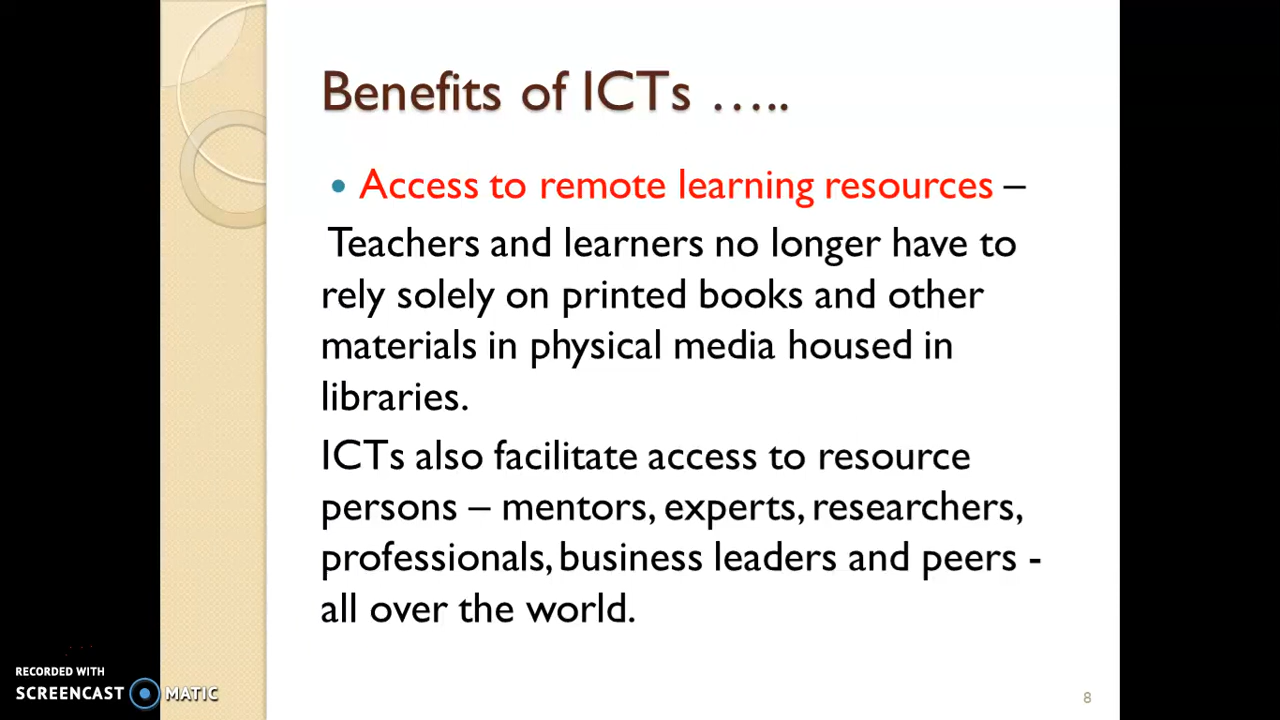 Benefits of ICTs …..
• Access to remote learning resources –
Teachers and learners no longer have to
rely solely on printed books and other
materials in physical media housed in
libraries.
ICTs also facilitate access to resource
persons – mentors, experts, researchers,
professionals, business leaders and peers -
all over the world.
RECORDED WITH
SCREENCAST MATIC
8